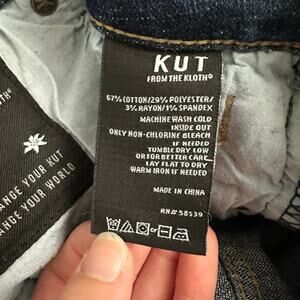 KUT
FROM THE KLOTH®
67% COTTON/29% POLYESTER/
3% RAYON/1% SPANDEX
MACHINE WASH COLD
INSIDE OUT
ONLY NON-CHLORINE BLEACH
IF NEEDED
TUMBLE DRY LOW
OR FOR BETTER CARE
LAY FLAT TO DRY
WARM IRON IF NEEDED
MADE IN CHINA
RN# 58539
OTH®
ANGE YOUR KUT
ANGE YOUR WORLD